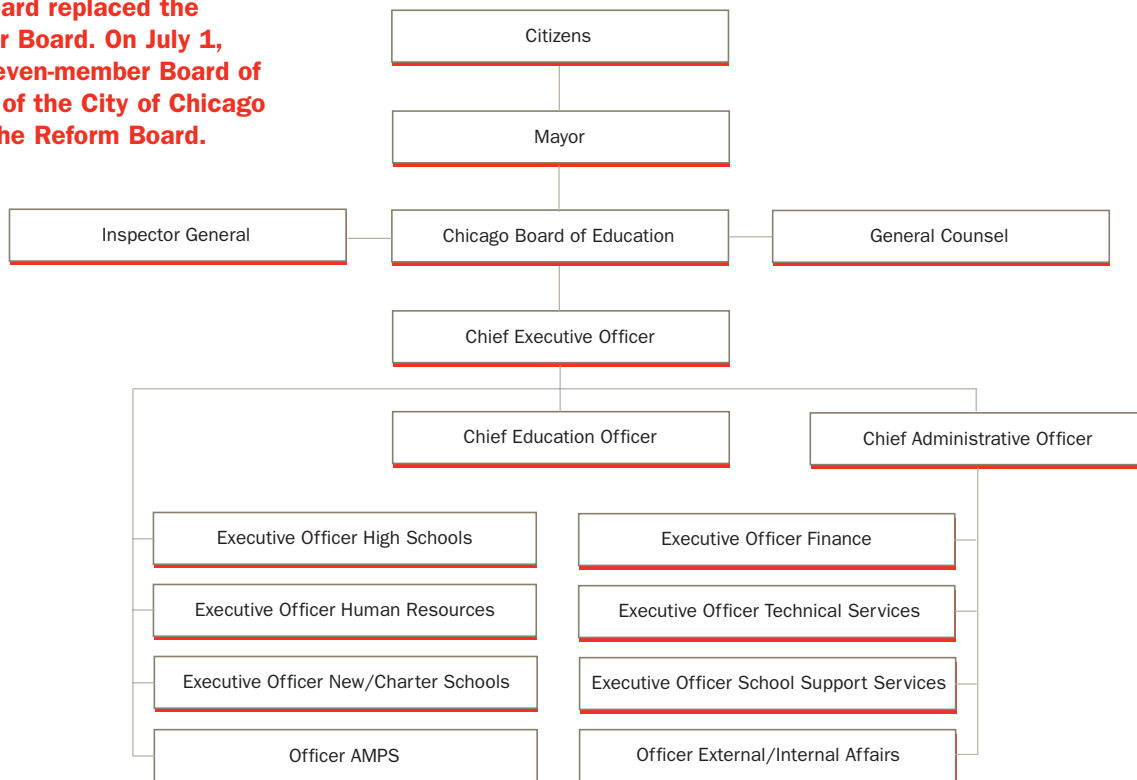 ard replaced the
r Board. On July 1,
even-member Board of
of the City of Chicago
he Reform Board.
Citizens
Mayor
Inspector General
Chicago Board of Education
General Counsel
Chief Executive Officer
Chief Education Officer
Chief Administrative Officer
Executive Officer High Schools
Executive Officer Finance
Executive Officer Human Resources
Executive Officer Technical Services
Executive Officer New/Charter Schools
Executive Officer School Support Services
Officer AMPS
Officer External/Internal Affairs